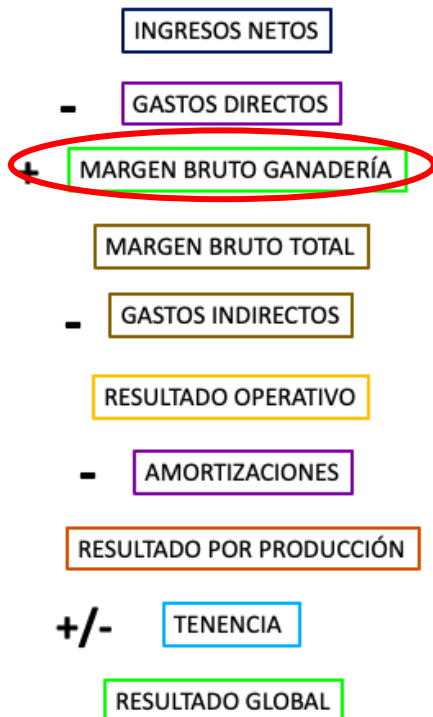 INGRESOS NETOS
- GASTOS DIRECTOS
+ MARGEN BRUTO GANADERÍA
MARGEN BRUTO TOTAL
- GASTOS INDIRECTOS
RESULTADO OPERATIVO
- AMORTIZACIONES
RESULTADO POR PRODUCCIÓN
+/- TENENCIA
RESULTADO GLOBAL